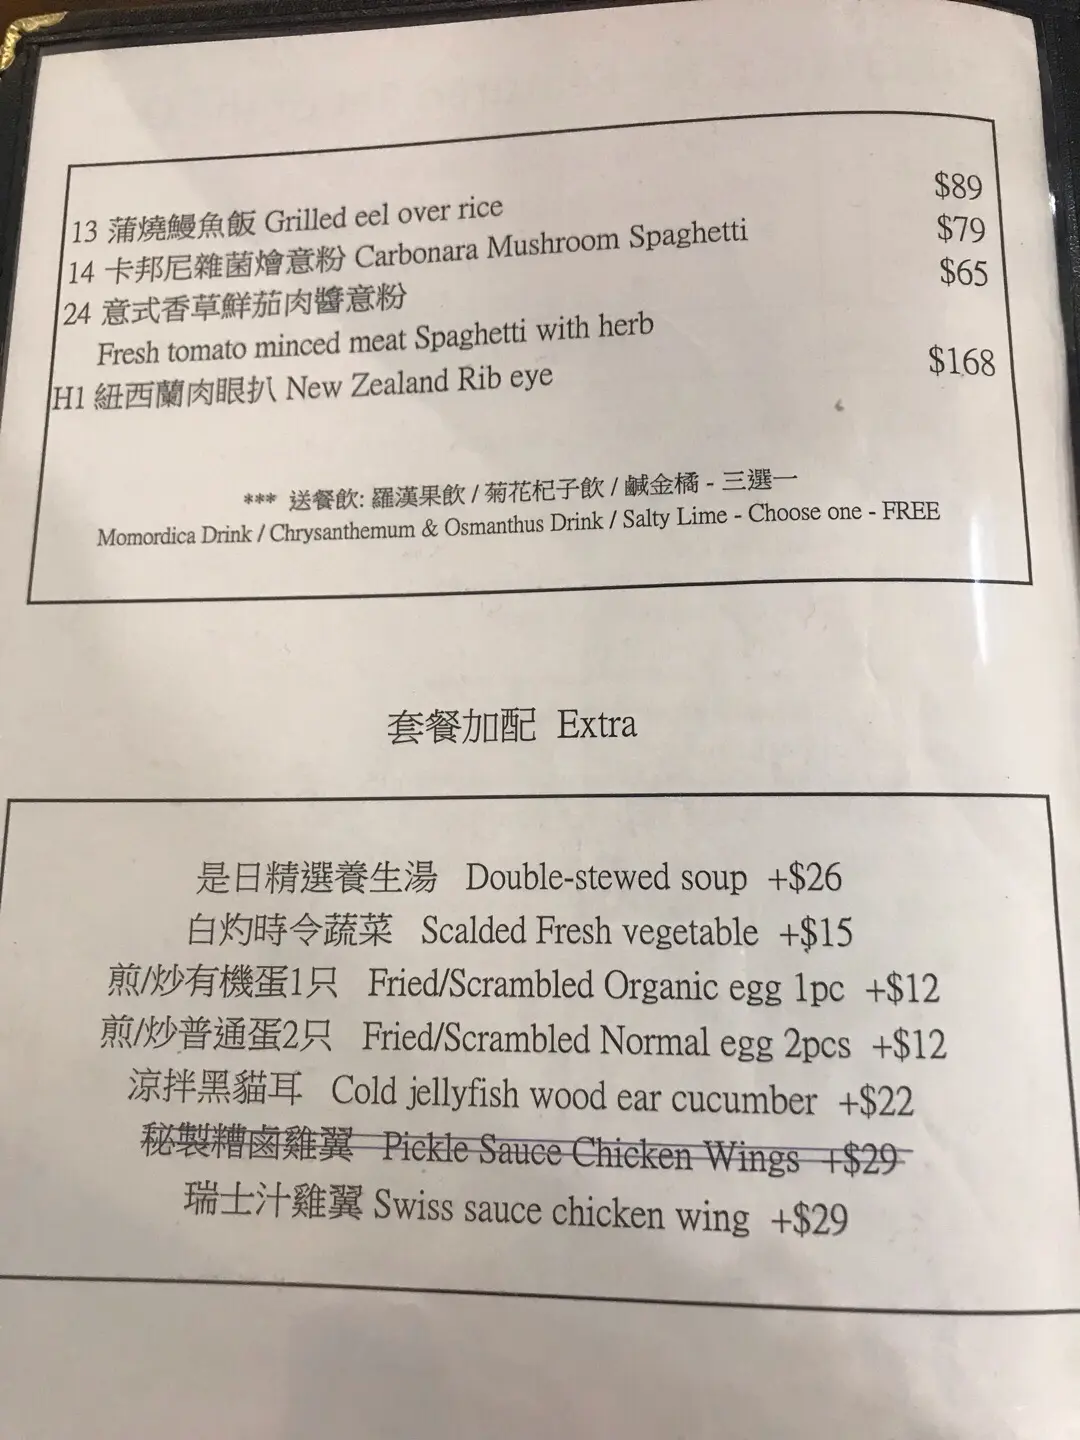 13 蒲燒鰻魚飯 Grilled eel over rice $89
14 卡邦尼雜菌燴意粉 Carbonara Mushroom Spaghetti $79
24 意式香草鮮茄肉醬意粉 $65
Fresh tomato minced meat Spaghetti with herb
H1 紐西蘭肉眼扒 New Zealand Rib eye $168
*** 送餐飲: 羅漢果飲 / 菊花杞子飲 / 鹹金橘 - 三選一
Momordica Drink / Chrysanthemum & Osmanthus Drink / Salty Lime - Choose one - FREE
套餐加配 Extra
是日精選養生湯 Double-stewed soup +$26
白灼時令蔬菜 Scalded Fresh vegetable +$15
煎/炒有機蛋1只 Fried/Scrambled Organic egg 1pc +$12
煎/炒普通蛋2只 Fried/Scrambled Normal egg 2pcs +$12
涼拌黑貓耳 Cold jellyfish wood ear cucumber +$22
秘製糟鹵雞翼 Pickle Sauce Chicken Wings +$29
瑞士汁雞翼 Swiss sauce chicken wing +$29